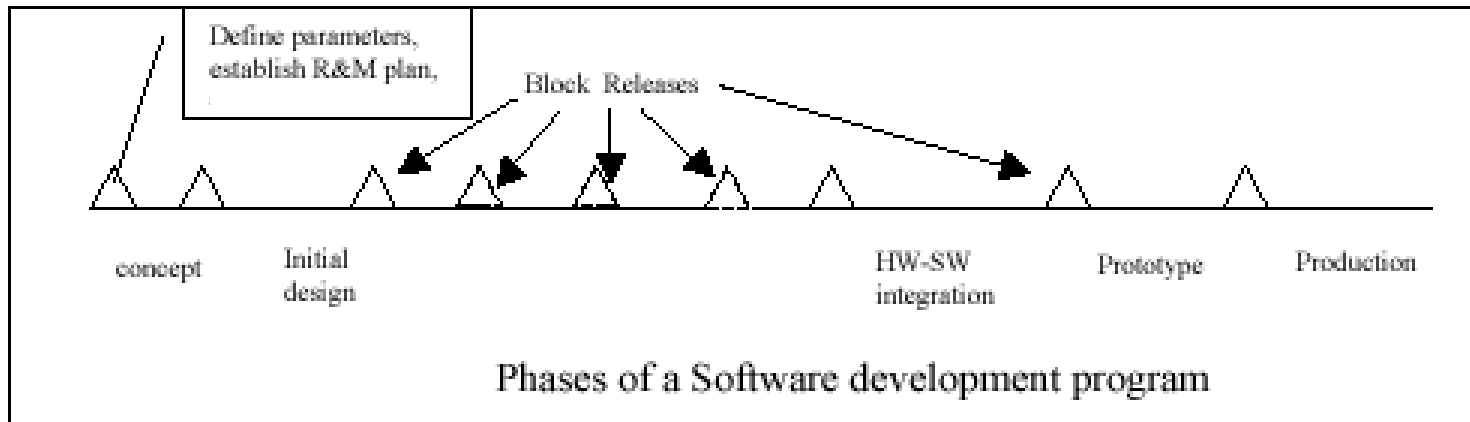 Define parameters,
establish R&M plan,
Block Releases
concept
Initial
design
HW-SW
integration
Prototype
Production
Phases of a Software development program